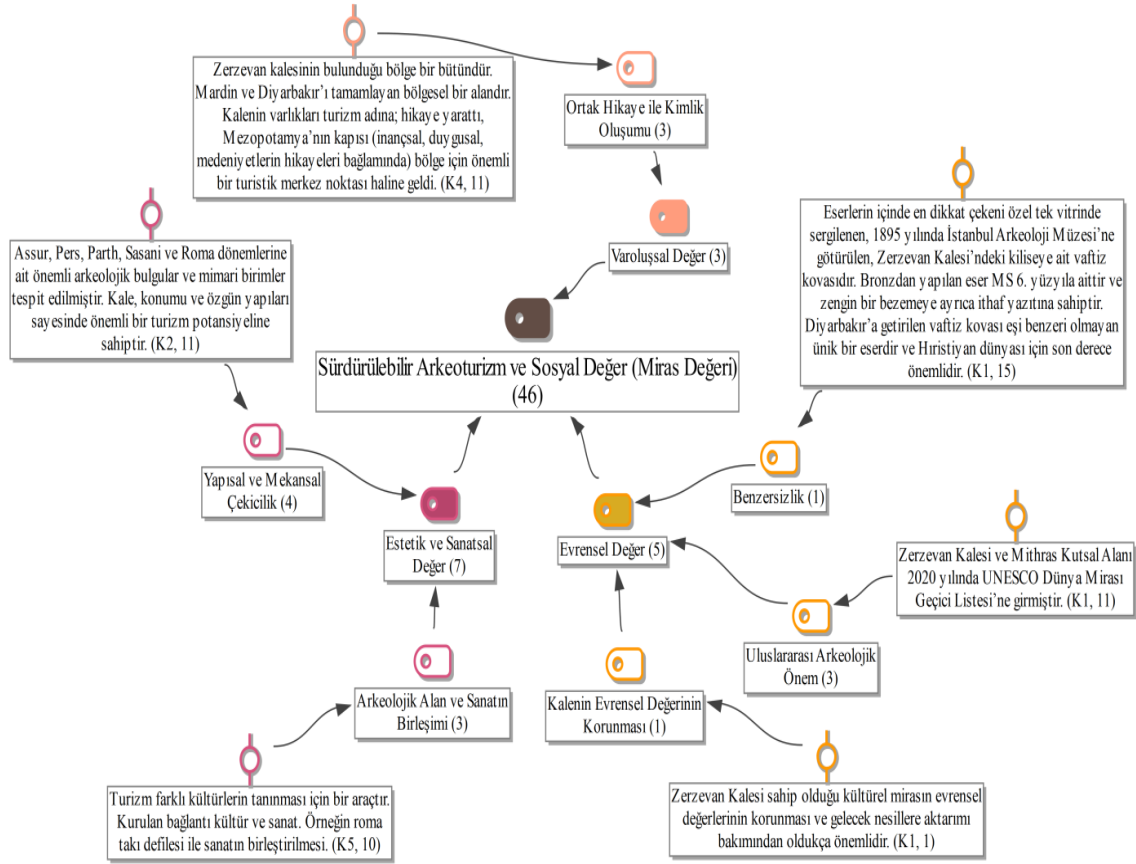 Zerzevan kalesinin bulunduğu bölge bir bütündür.
Mardin ve Diyarbakır’ı tamamlayan bölgesel bir alandır.
Kalenin varlıkları turizm adına; hikaye yarattı,
Mezopotamya’nın kapısı (inançsal, duygusal,
medeniyetlerin hikayeleri bağlamında) bölge için önemli
bir turistik merkez noktası haline geldi. (K4, 11)
Ortak Hikaye ile Kimlik
Oluşumu (3)
Varoluşsal Değer (3)
Assur, Pers, Parth, Sasani ve Roma dönemlerine
ait önemli arkeolojik bulgular ve mimari birimler
tespit edilmiştir. Kale, konumu ve özgün yapıları
sayesinde önemli bir turizm potansiyeline
sahiptir. (K2, 11)
Eserlerin içinde en dikkat çekeni özel tek vitrinde
sergilenen, 1895 yılında İstanbul Arkeoloji Müzesi’ne
götürülen, Zerzevan Kalesi’ndeki kiliseye ait vaftiz
kovasıdır. Bronzdan yapılan eser MS 6. yüzyıla aittir ve
zengin bir bezemeye ayrıca ithaf yazıtına sahiptir.
Diyarbakır’a getirilen vaftiz kovası eşi benzeri olmayan
ünik bir eserdir ve Hıristiyan dünyası için son derece
önemlidir. (K1, 15)
Sürdürülebilir Arkeoturizm ve Sosyal Değer (Miras Değeri)
(46)
Yapısal ve Mekansal
Çekicilik (4)
Benzersizlik (1)
Estetik ve Sanatsal
Değer (7)
Evrensel Değer (5)
Zerzevan Kalesi ve Mithras Kutsal Alanı
2020 yılında UNESCO Dünya Mirası
Geçici Listesi’ne girmiştir. (K1, 11)
Uluslararası Arkeolojik
Önem (3)
Arkeolojik Alan ve Sanatın
Birleşimi (3)
Kalenin Evrensel Değerinin
Korunması (1)
Turizm farklı kültürlerin tanınması için bir araçtır.
Kurulan bağlantı kültür ve sanat. Örneğin roma
takı defilesi ile sanatın birleştirilmesi. (K5, 10)
Zerzevan Kalesi sahip olduğu kültürel mirasın evrensel
değerlerinin korunması ve gelecek nesillere aktarımı
bakımından oldukça önemlidir. (K1, 1)